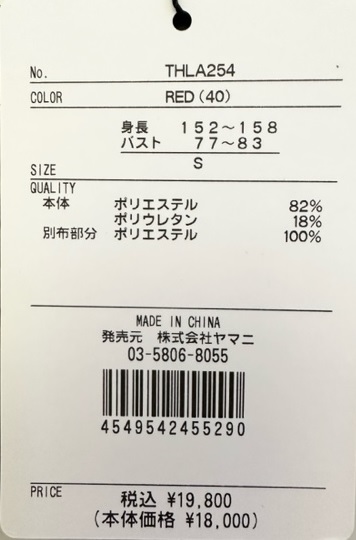 No. THLA254
COLOR RED(40)
身長 152～158
バスト 77～83
SIZE S
QUALITY
本体 ポリエステル 82%
ポリウレタン 18%
別布部分 ポリエステル 100%
MADE IN CHINA
発売元 株式会社ヤマニ
03-5806-8055
4549542455290
PRICE 税込 ¥19,800
(本体価格 ¥18,000)